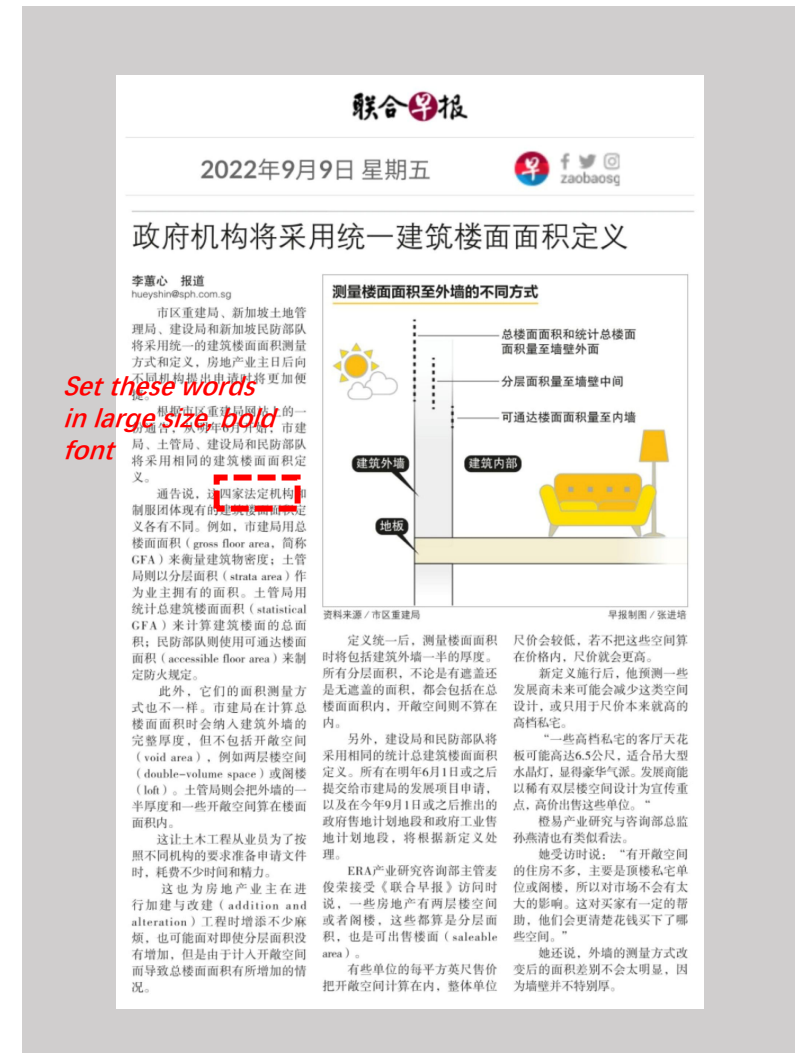 联合早报
2022年9月9日 星期五
zaobaosg
政府机构将采用统一建筑楼面面积定义
李蕙心 报道
hueyshin@sph.com.sg
市区重建局、新加坡土地管
理局、建设局和新加坡民防部队
将采用统一的建筑楼面面积测量
方式和定义，房地产业主日后向
不同机构提出申请时将更加便
捷。
根据市区重建局网站上的一
份通告，从明年6月开始，市建
局、土管局、建设局和民防部队
将采用相同的建筑楼面面积定
义。
Set these words
in large size, bold
font
通告说，这四家法定机构和
制服团体现有的建筑楼面面积定
义各有不同。例如，市建局用总
楼面面积（gross floor area，简称
GFA）来衡量建筑物密度；土管
局则以分层面积（strata area）作
为业主拥有的面积。土管局用
统计总建筑楼面面积（statistical
GFA）来计算建筑楼面的总面
积；民防部队则使用可通达楼面
面积（accessible floor area）来制
定防火规定。
此外，它们的面积测量方
式也不一样。市建局在计算总
楼面面积时会纳入建筑外墙的
完整厚度，但不包括开敞空间
（void area），例如两层楼空间
（double-volume space）或阁楼
（loft）。土管局则会把外墙的一
半厚度和一些开敞空间算在楼面
面积内。
这让土木工程从业员为了按
照不同机构的要求准备申请文件
时，耗费不少时间和精力。
这也为房地产业主在进
行加建与改建（addition and
alteration）工程时增添不少麻
烦，也可能面对即使分层面积没
有增加，但是由于计入开敞空间
而导致总楼面面积有所增加的情
况。
测量楼面面积至外墙的不同方式
总楼面面积和统计总楼面
面积量至墙壁外面
分层面积量至墙壁中间
可通达楼面面积量至内墙
建筑外墙
建筑内部
地板
资料来源／市区重建局
早报制图／张进培
定义统一后，测量楼面面积
时将包括建筑外墙一半的厚度。
所有分层面积，不论是有遮盖还
是无遮盖的面积，都会包括在总
楼面面积内，开敞空间则不算在
内。
另外，建设局和民防部队将
采用相同的统计总建筑楼面面积
定义。所有在明年6月1日或之后
提交给市建局的发展项目申请，
以及在今年9月1日或之后推出的
政府售地计划地段和政府工业售
地计划地段，将根据新定义处
理。
ERA产业研究咨询部主管麦
俊荣接受《联合早报》访问时
说，一些房地产有两层楼空间
或者阁楼，这些都算是分层面
积，也是可出售楼面（saleable
area）。
有些单位的每平方英尺售价
把开敞空间计算在内，整体单位
尺价会较低，若不把这些空间算
在价格内，尺价就会更高。
新定义施行后，他预测一些
发展商未来可能会减少这类空间
设计，或只用于尺价本来就高的
高档私宅。
“一些高档私宅的客厅天花
板可能高达6.5公尺，适合吊大型
水晶灯，显得豪华气派。发展商能
以稀有双层楼空间设计为宣传重
点，高价出售这些单位。“
橙易产业研究与咨询部总监
孙燕清也有类似看法。
她受访时说：“有开敞空间
的住房不多，主要是顶楼私宅单
位或阁楼，所以对市场不会有太
大的影响。这对买家有一定的帮
助，他们会更清楚花钱买下了哪
些空间。”
她还说，外墙的测量方式改
变后的面积差别不会太明显，因
为墙壁并不特别厚。